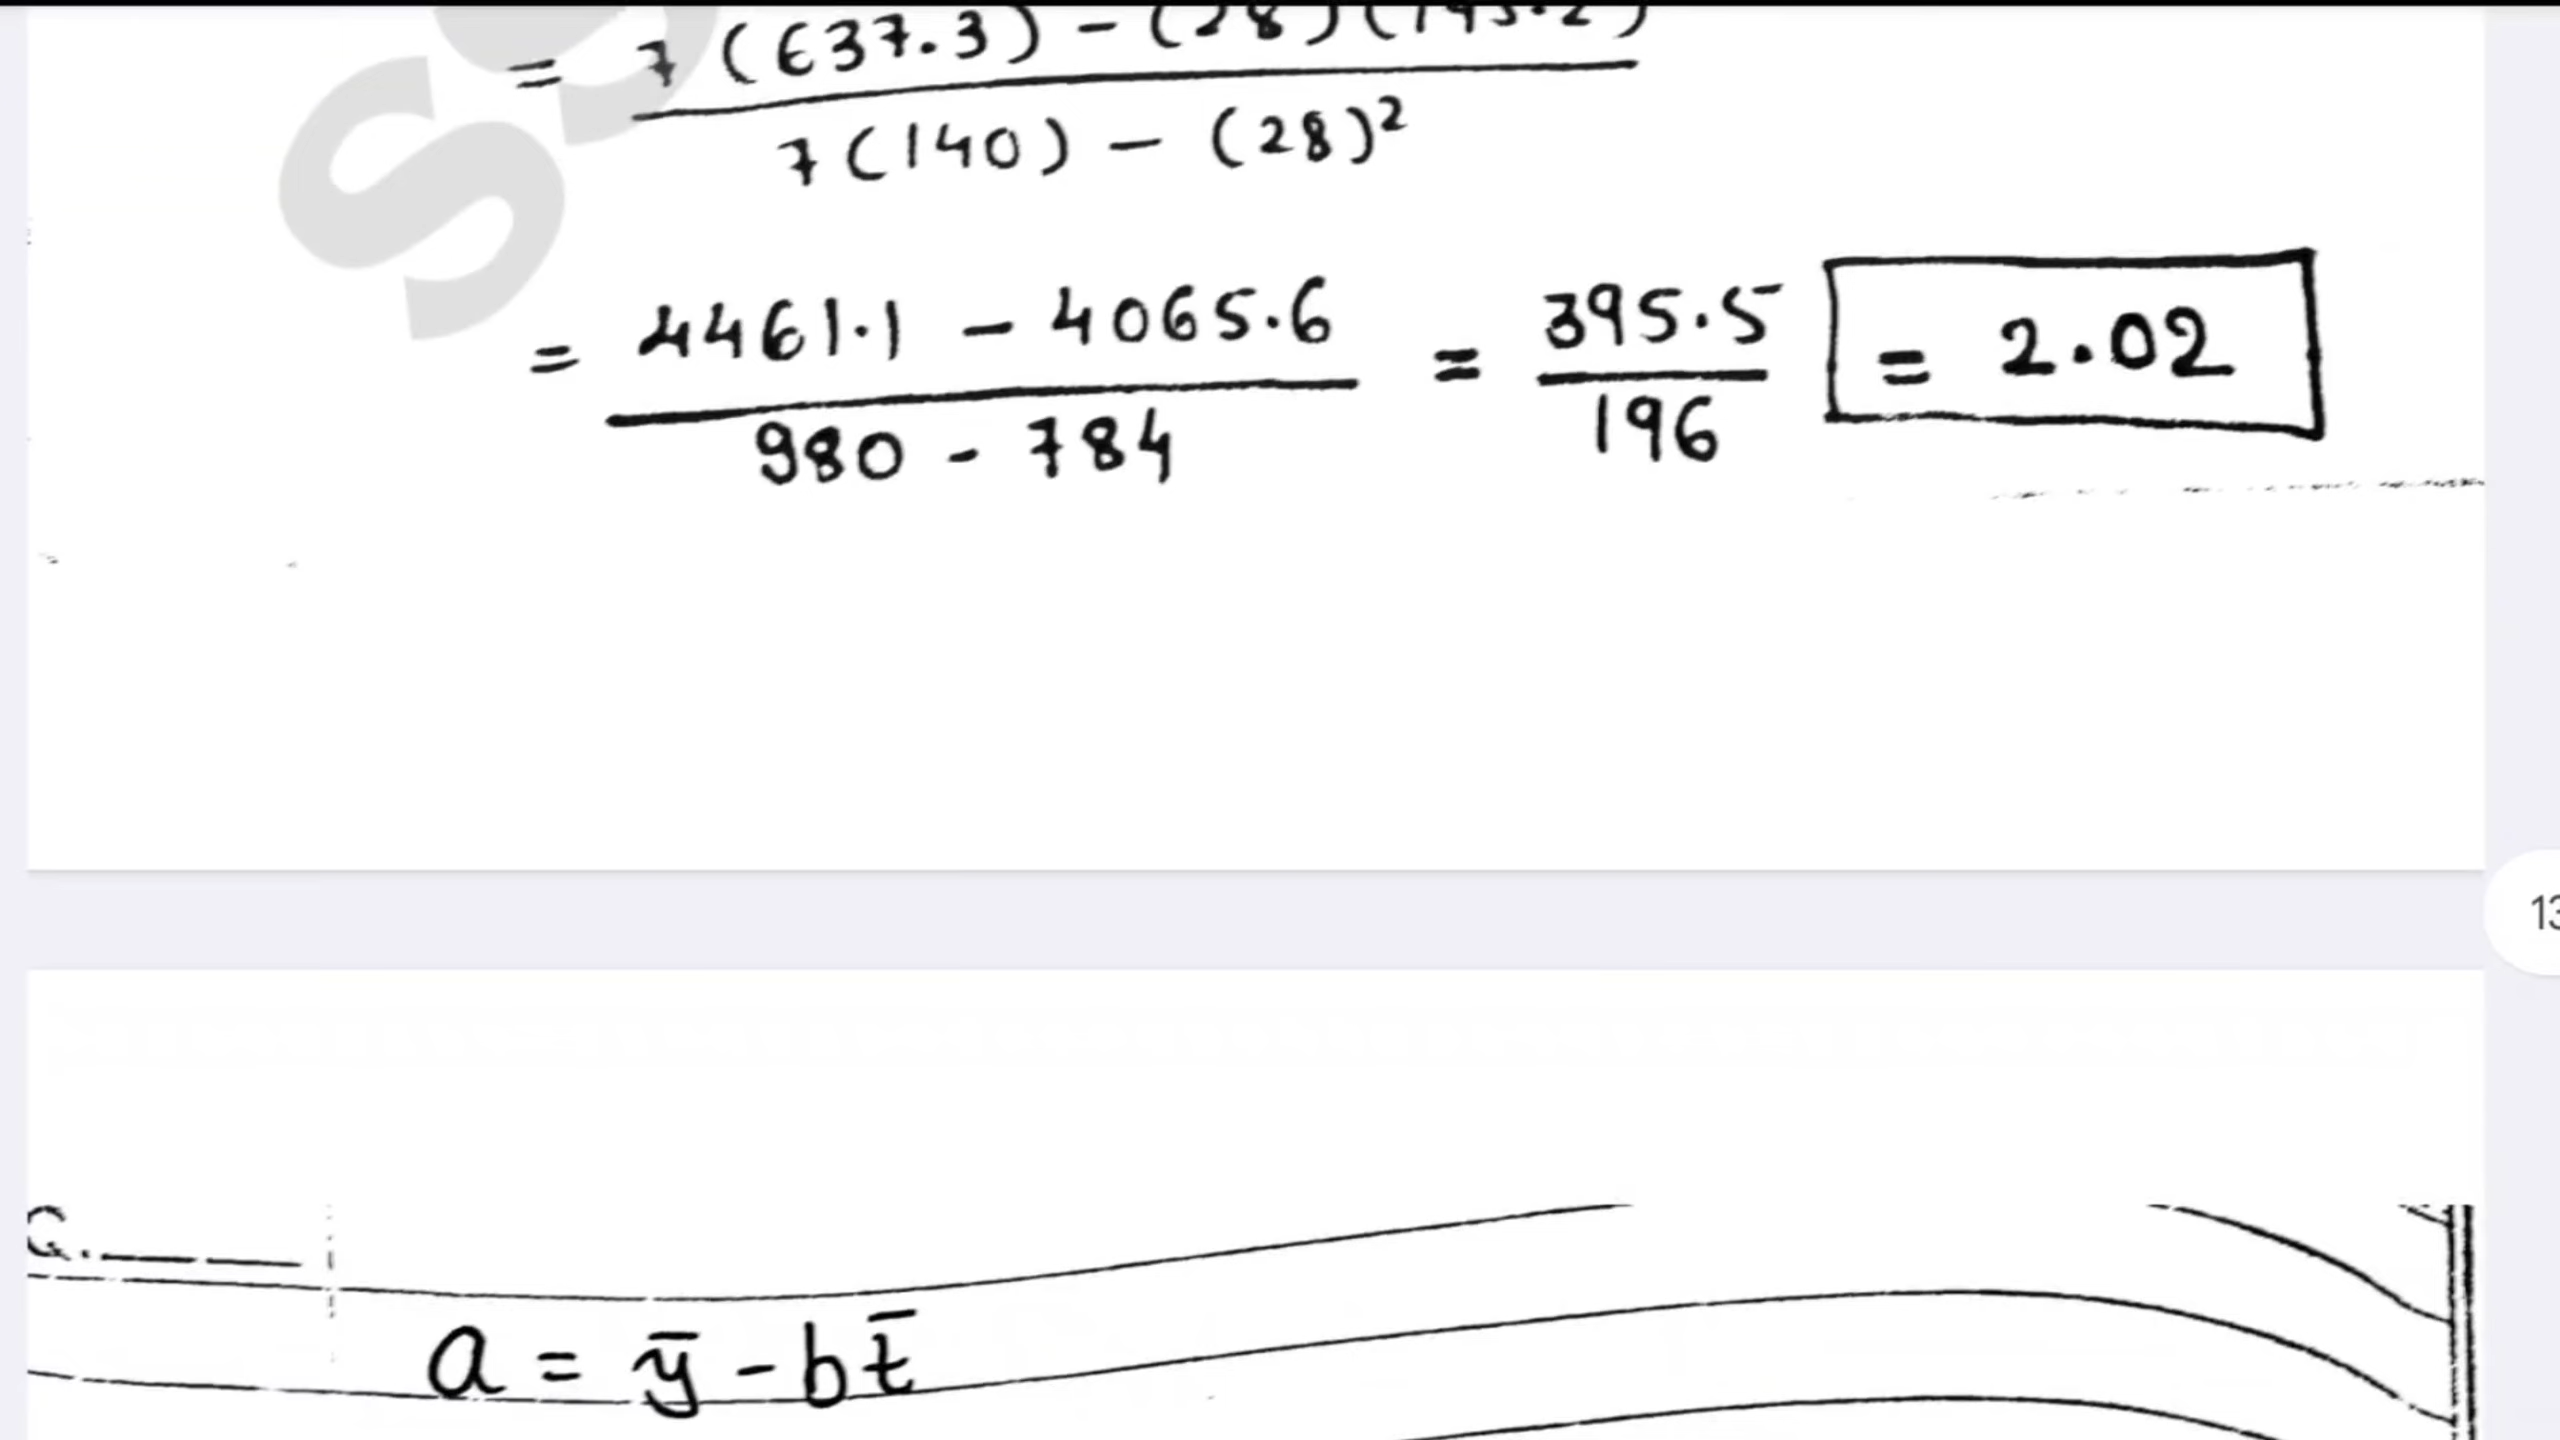 = 7 (637.3) - (28)(145.2)
7(140) - (28)²
= 4461.1 - 4065.6 = 395.5 = 2.02
980 - 784 196
13
a = ȳ - bt̄